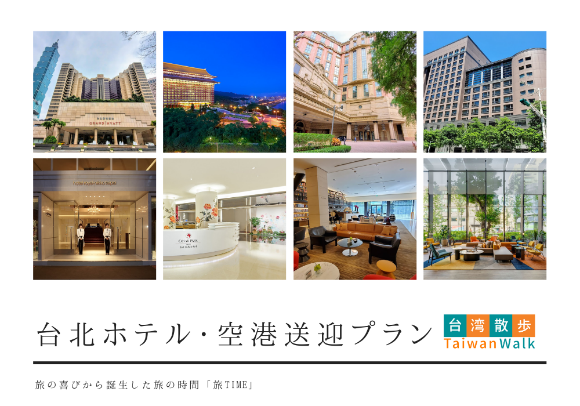 台北ホテル・空港送迎プラン
台湾散歩
TaiwanWalk
旅の喜びから誕生した旅の時間「旅TIME」